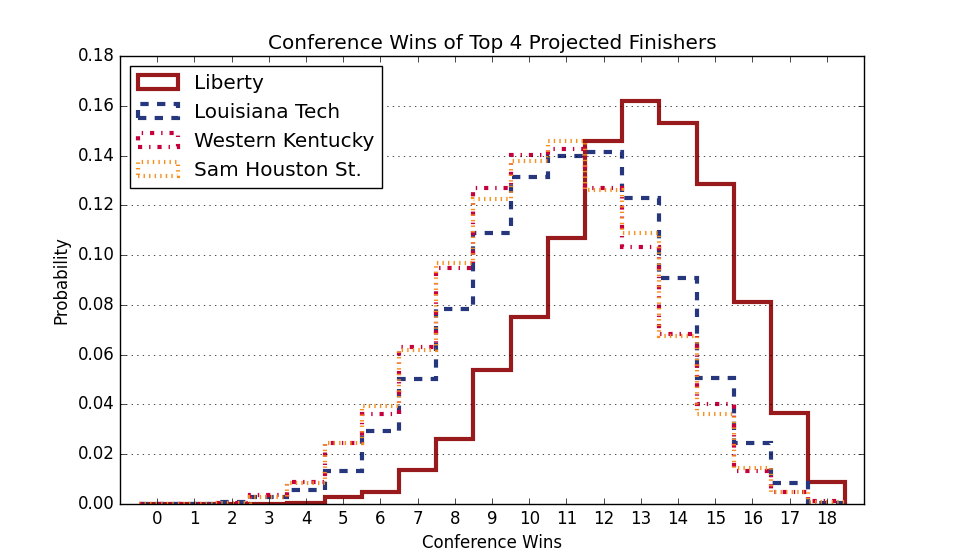 Conference Wins of Top 4 Projected Finishers
Liberty
Louisiana Tech
Western Kentucky
Sam Houston St.
Probability
0.18
0.16
0.14
0.12
0.10
0.08
0.06
0.04
0.02
0.00
0 1 2 3 4 5 6 7 8 9 10 11 12 13 14 15 16 17 18
Conference Wins